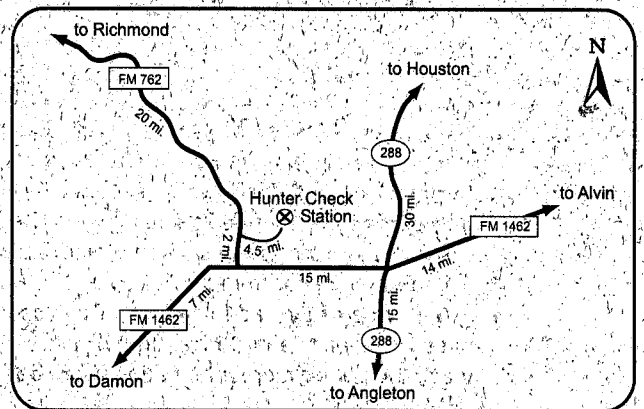 to Richmond
FM 762
20 mi.
to Houston
N
288
30 mi.
to Alvin
FM 1462
14 mi.
Hunter Check
Station
2 mi.
4.5 mi.
15 mi.
7 mi.
FM 1462
to Damon
15 mi.
288
to Angleton